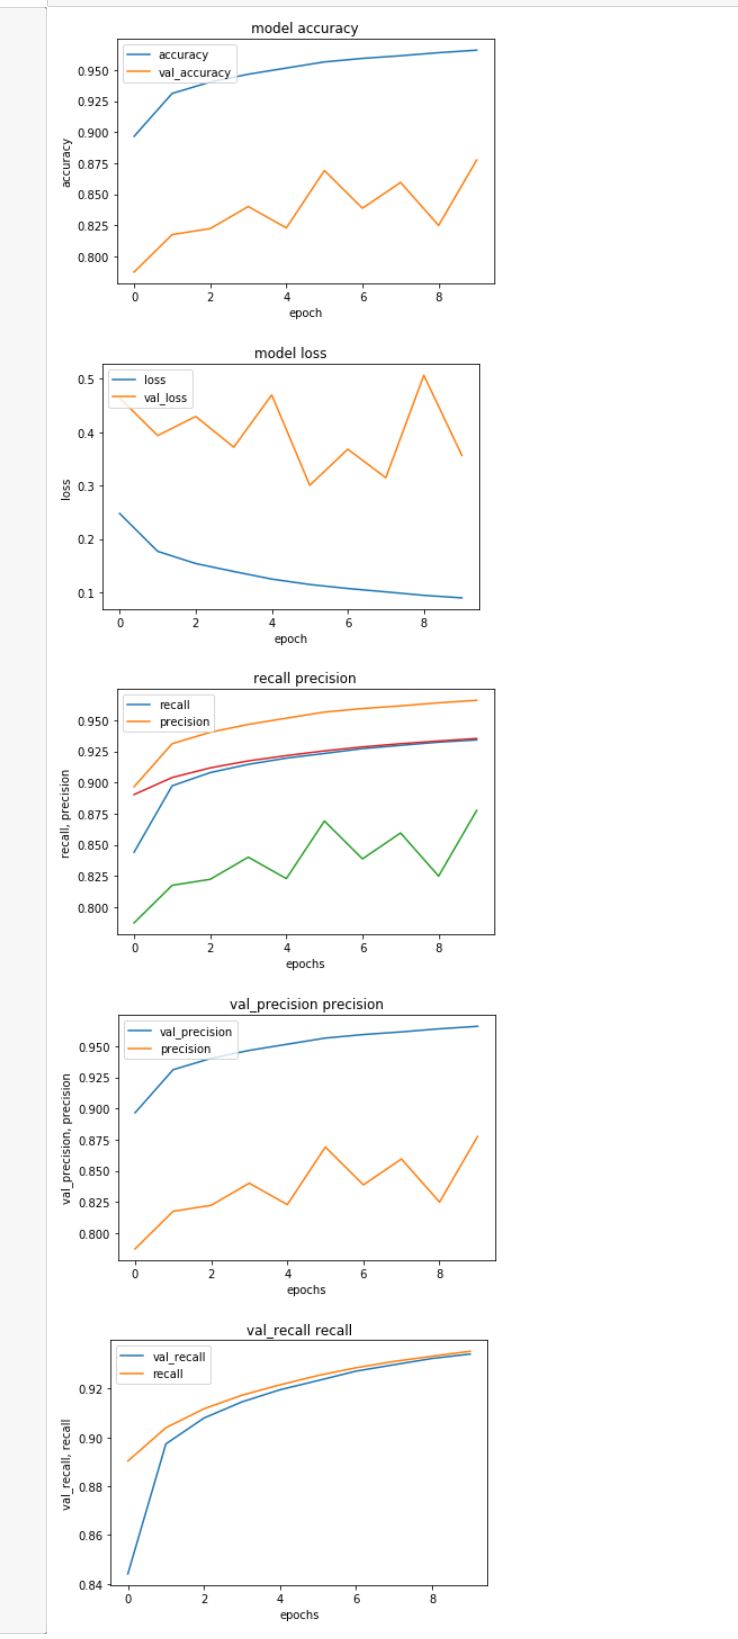 model accuracy
accuracy
val_accuracy
0.950
0.925
0.900
0.875
0.850
0.825
0.800
accuracy
0 2 4 6 8
epoch
model loss
loss
val_loss
0.5
0.4
0.3
0.2
0.1
loss
0 2 4 6 8
epoch
recall precision
recall
precision
0.950
0.925
0.900
0.875
0.850
0.825
0.800
recall, precision
0 2 4 6 8
epochs
val_precision precision
val_precision
precision
0.950
0.925
0.900
0.875
0.850
0.825
0.800
val_precision, precision
0 2 4 6 8
epochs
val_recall recall
val_recall
recall
0.92
0.90
0.88
0.86
0.84
val_recall, recall
0 2 4 6 8
epochs